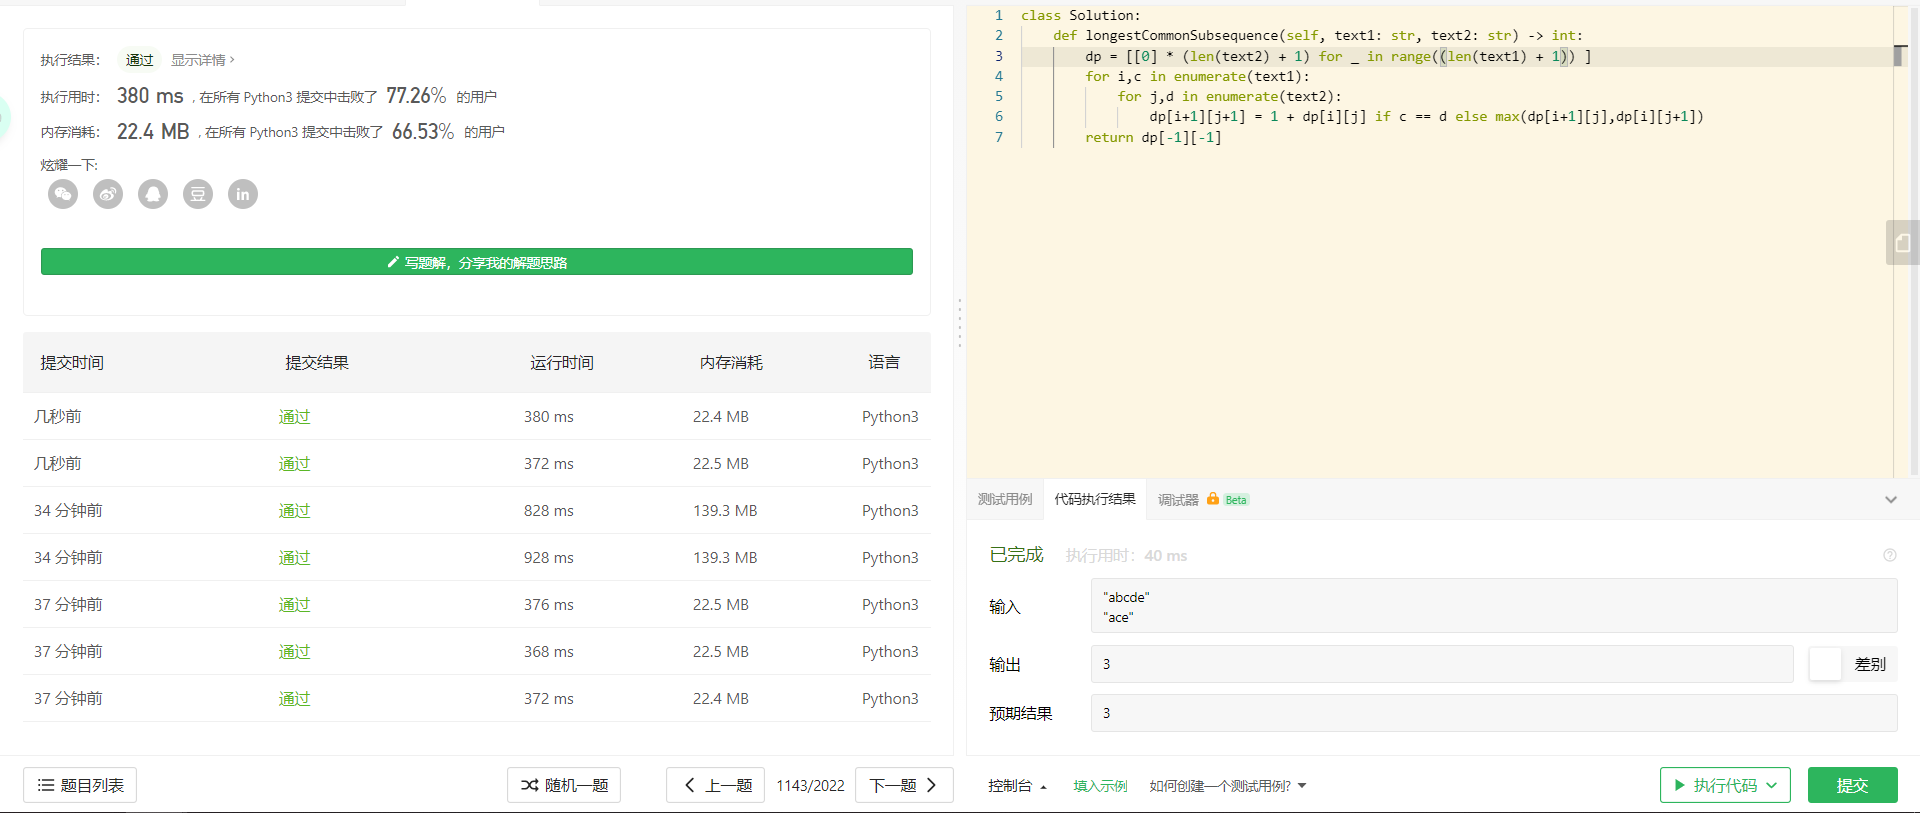 执行结果： 通过 显示详情 >
执行用时： 380 ms , 在所有 Python3 提交中击败了 77.26% 的用户
内存消耗： 22.4 MB , 在所有 Python3 提交中击败了 66.53% 的用户
炫耀一下:
豆 in
写题解，分享我的解题思路
提交时间 提交结果 运行时间 内存消耗 语言
几秒前 通过 380 ms 22.4 MB Python3
几秒前 通过 372 ms 22.5 MB Python3
34 分钟前 通过 828 ms 139.3 MB Python3
34 分钟前 通过 928 ms 139.3 MB Python3
37 分钟前 通过 376 ms 22.5 MB Python3
37 分钟前 通过 368 ms 22.5 MB Python3
37 分钟前 通过 372 ms 22.4 MB Python3
题目列表 随机一题 上一题 1143/2022 下一题
1 class Solution:
2 def longestCommonSubsequence(self, text1: str, text2: str) -> int:
3 dp = [[0] * (len(text2) + 1) for _ in range((len(text1) + 1)) ]
4 for i,c in enumerate(text1):
5 for j,d in enumerate(text2):
6 dp[i+1][j+1] = 1 + dp[i][j] if c == d else max(dp[i+1][j],dp[i][j+1])
7 return dp[-1][-1]
测试用例 代码执行结果 调试器 Beta
已完成 执行用时： 40 ms
输入 "abcde"
"ace"
输出 3 差别
预期结果 3
控制台 填入示例 如何创建一个测试用例? 执行代码 提交